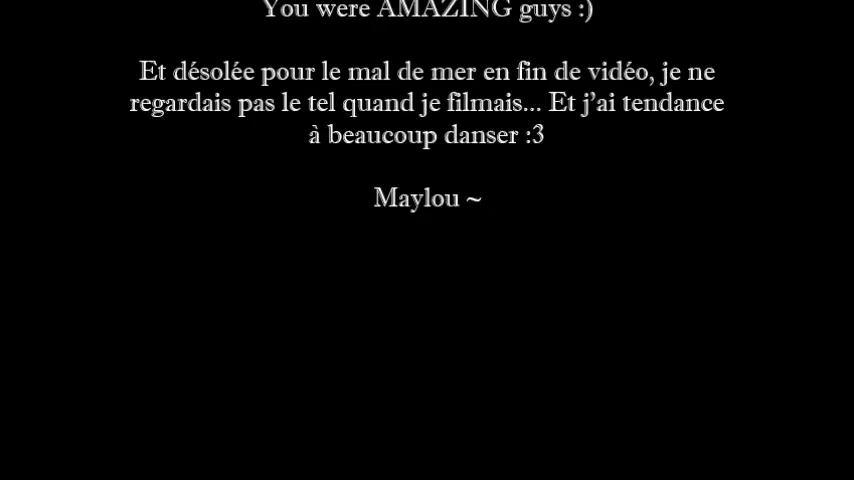 You were AMAZING guys :)
Et désolée pour le mal de mer en fin de vidéo, je ne
regardais pas le tel quand je filmais... Et j’ai tendance
à beaucoup danser :3
Maylou ~